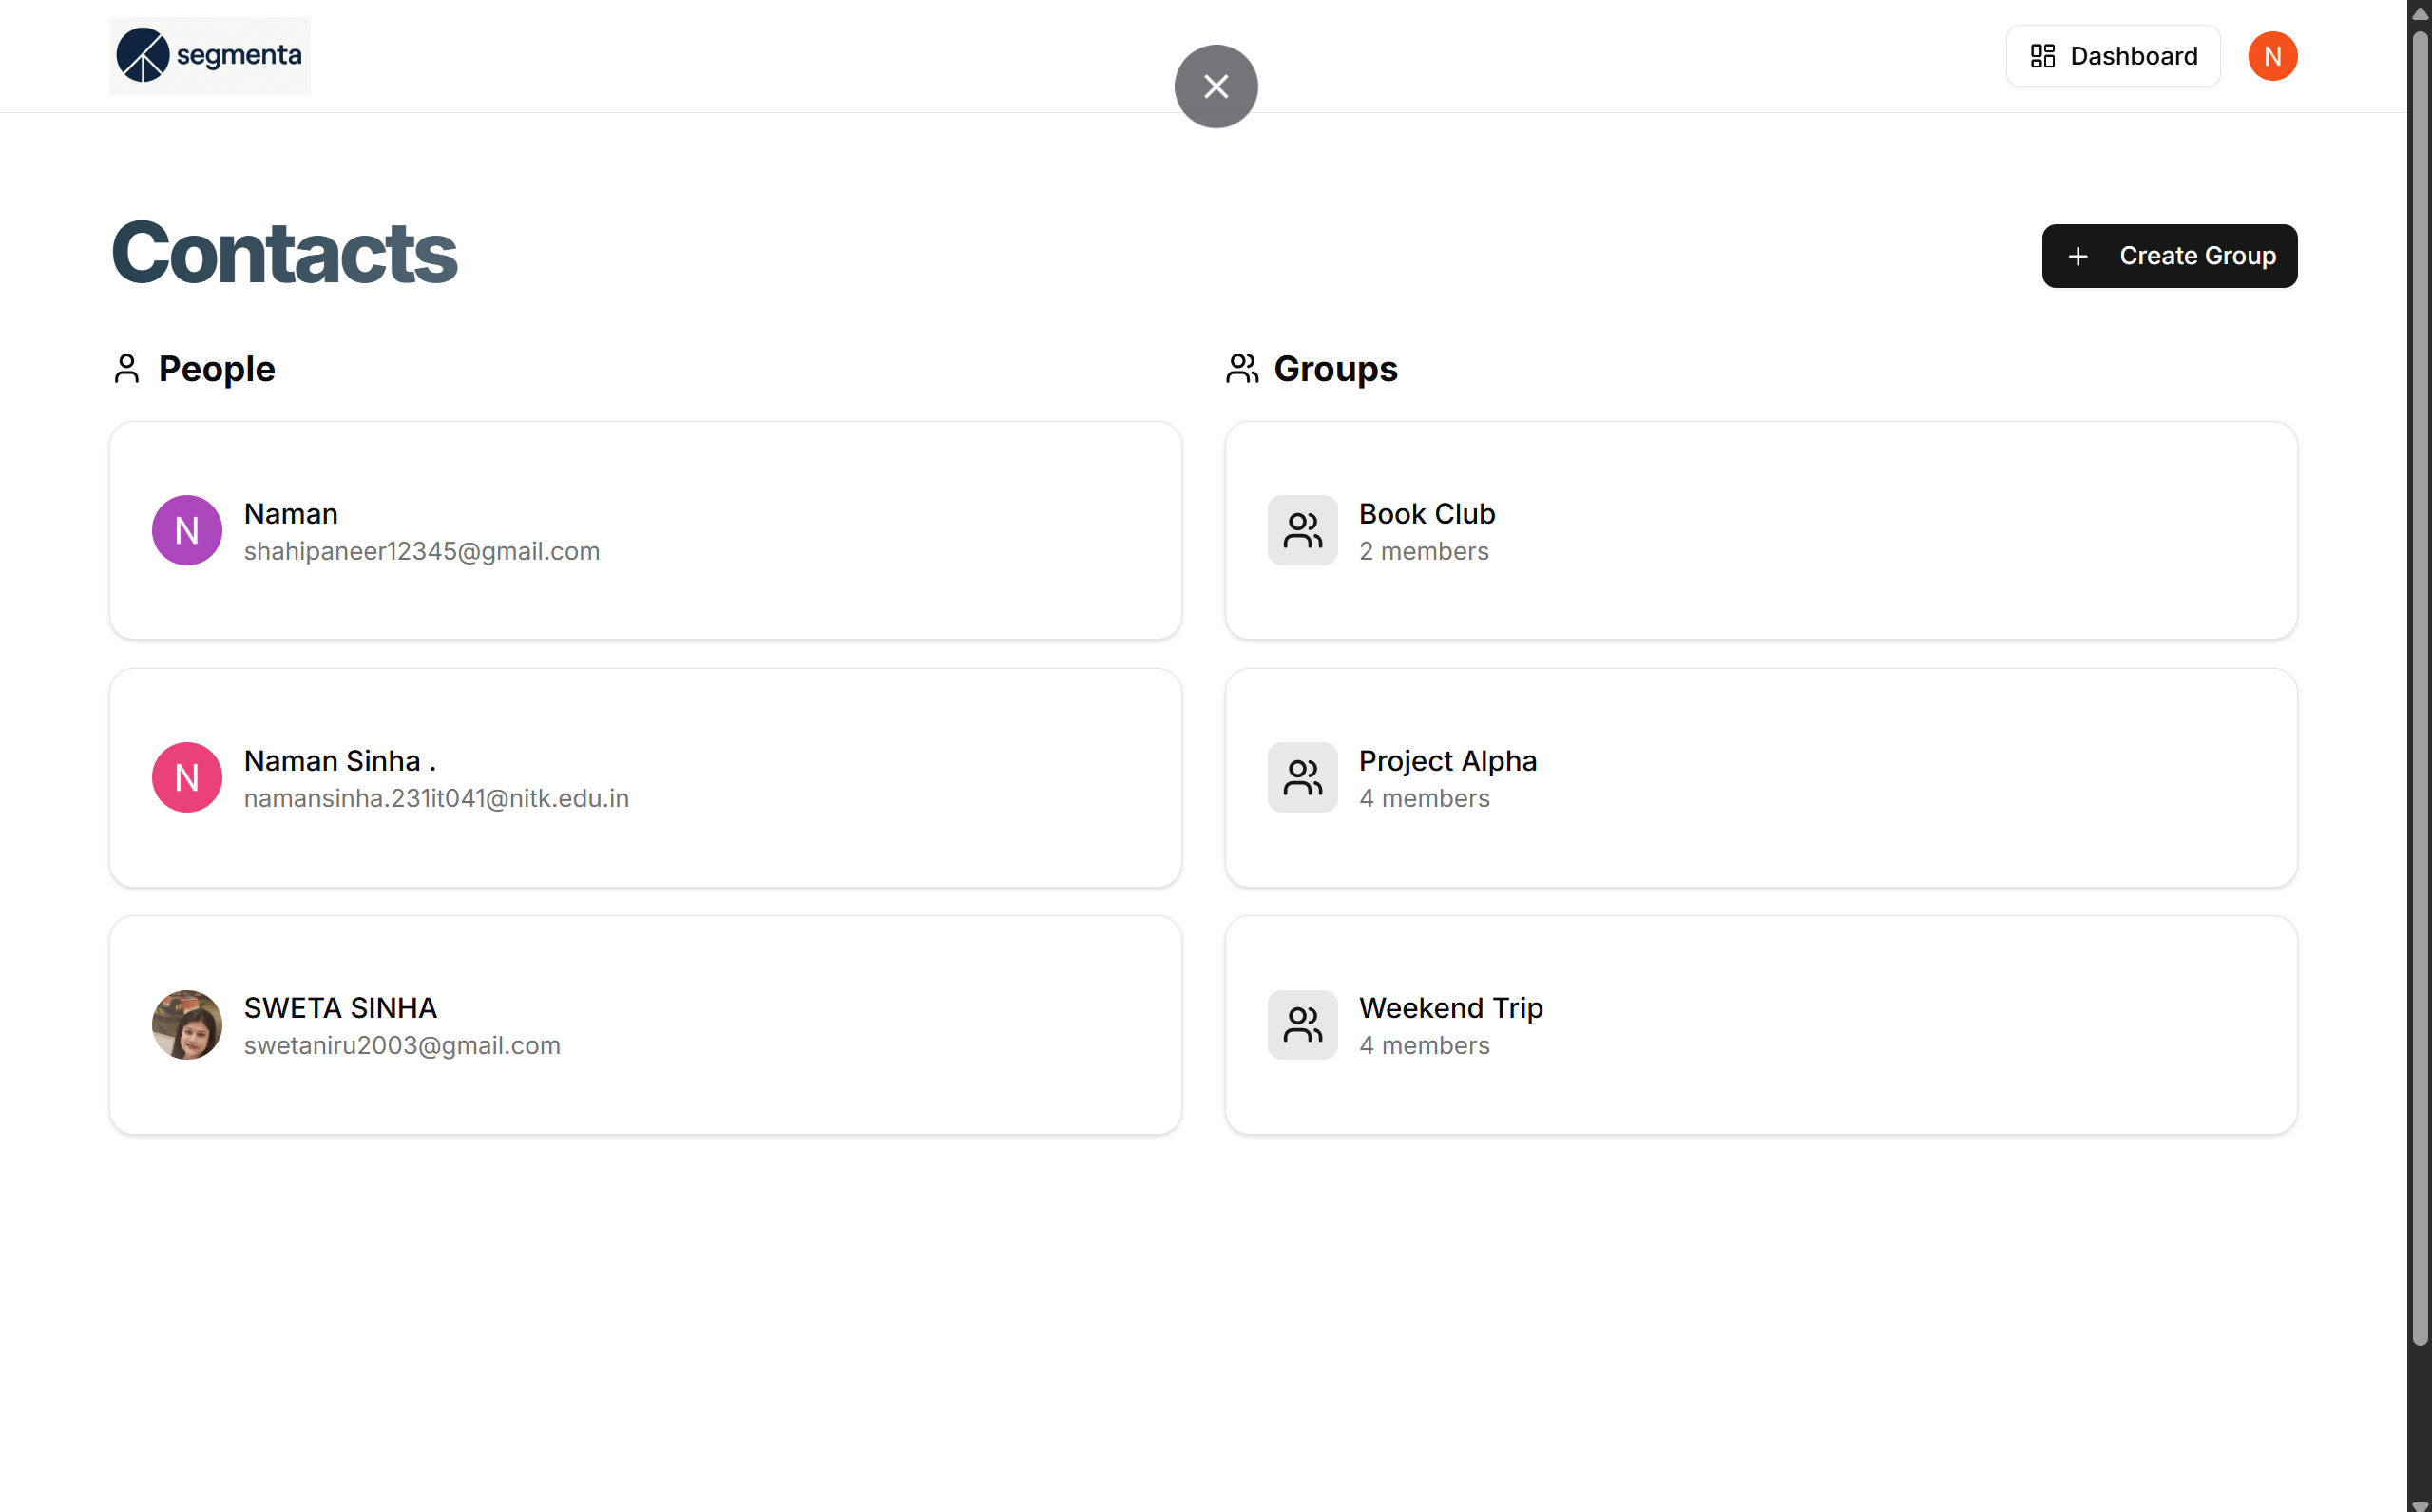 segmenta
Dashboard
N
Contacts
Create Group
People
N
Naman
shahipaneer12345@gmail.com
N
Naman Sinha .
namansinha.231it041@nitk.edu.in
SWETA SINHA
swetaniru2003@gmail.com
Groups
Book Club
2 members
Project Alpha
4 members
Weekend Trip
4 members